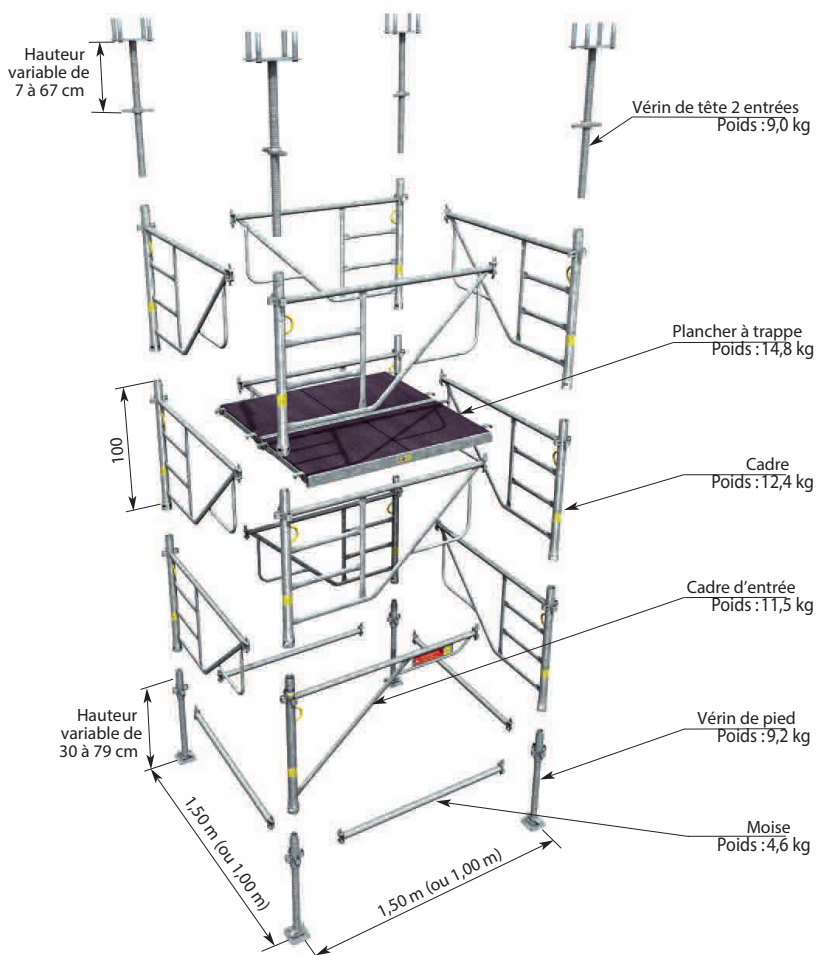 Hauteur
variable de
7 à 67 cm
Vérin de tête 2 entrées
Poids : 9,0 kg
Plancher à trappe
Poids : 14,8 kg
100
Cadre
Poids : 12,4 kg
Cadre d'entrée
Poids : 11,5 kg
Hauteur
variable de
30 à 79 cm
Vérin de pied
Poids : 9,2 kg
1,50 m (ou 1,00 m)
1,50 m (ou 1,00 m)
Moise
Poids : 4,6 kg